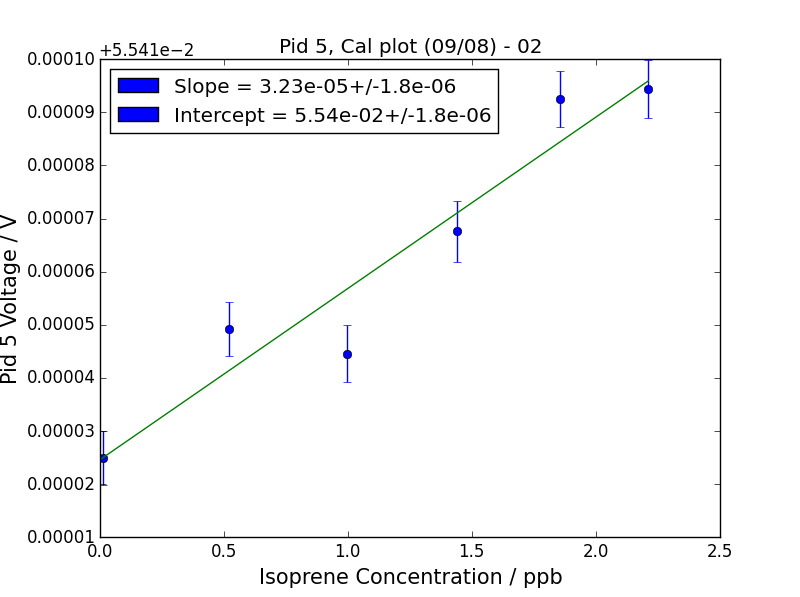 Pid 5, Cal plot (09/08) - 02
+5.541e−2
Slope = 3.23e-05+/-1.8e-06
Intercept = 5.54e-02+/-1.8e-06
0.00010
0.00009
0.00008
0.00007
0.00006
0.00005
0.00004
0.00003
0.00002
0.00001
Pid 5 Voltage / V
0.0 0.5 1.0 1.5 2.0 2.5
Isoprene Concentration / ppb